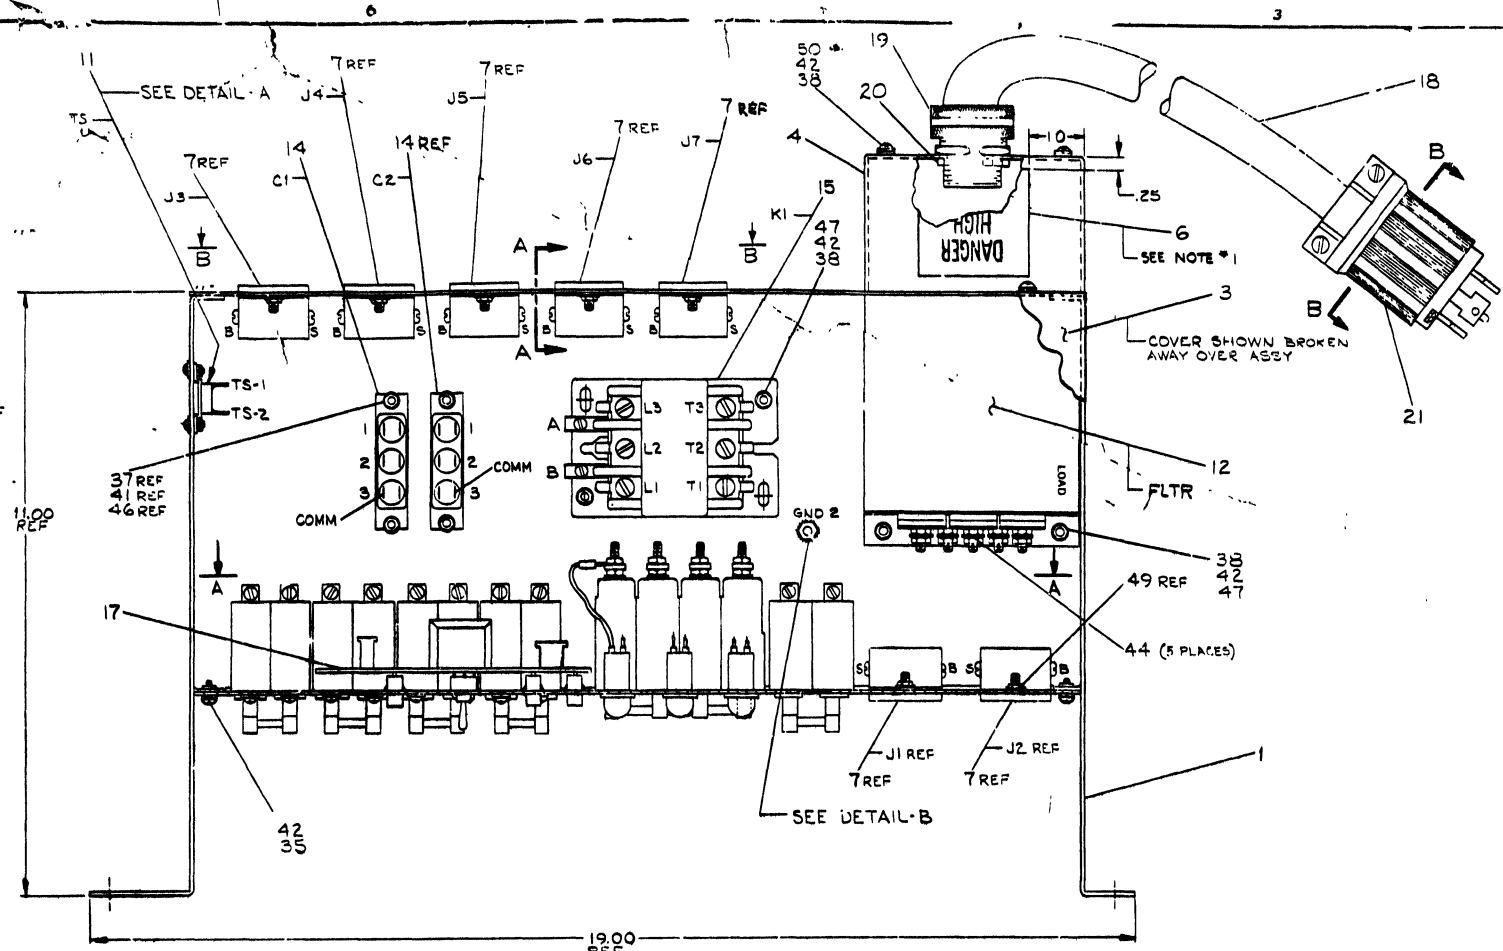 6
3
11
SEE DETAIL-A
TS
7 REF
J4
7 REF
J5
7 REF
J3
14
C1
14 REF
C2
7 REF
J6
7 REF
J7
50
42
38
19
20
4
10
.25
18
B
B
21
K1
15
47
42
38
DANGER
HIGH
6
SEE NOTE *1
3
COVER SHOWN BROKEN
AWAY OVER ASSY
B
A
A
B
B S
S
B
B S
B S
TS-1
TS-2
1
2
3
1
2
3
COMM
COMM
37 REF
41 REF
46 REF
A
B
L3 T3
L2 T2
L1 T1
GND 2
LOAD
12
FLTR
11.00
REF
A
A
17
38
42
47
49 REF
44 (5 PLACES)
S B S B
J1 REF
7 REF
J2 REF
7 REF
1
SEE DETAIL-B
42
35
19.00
REF